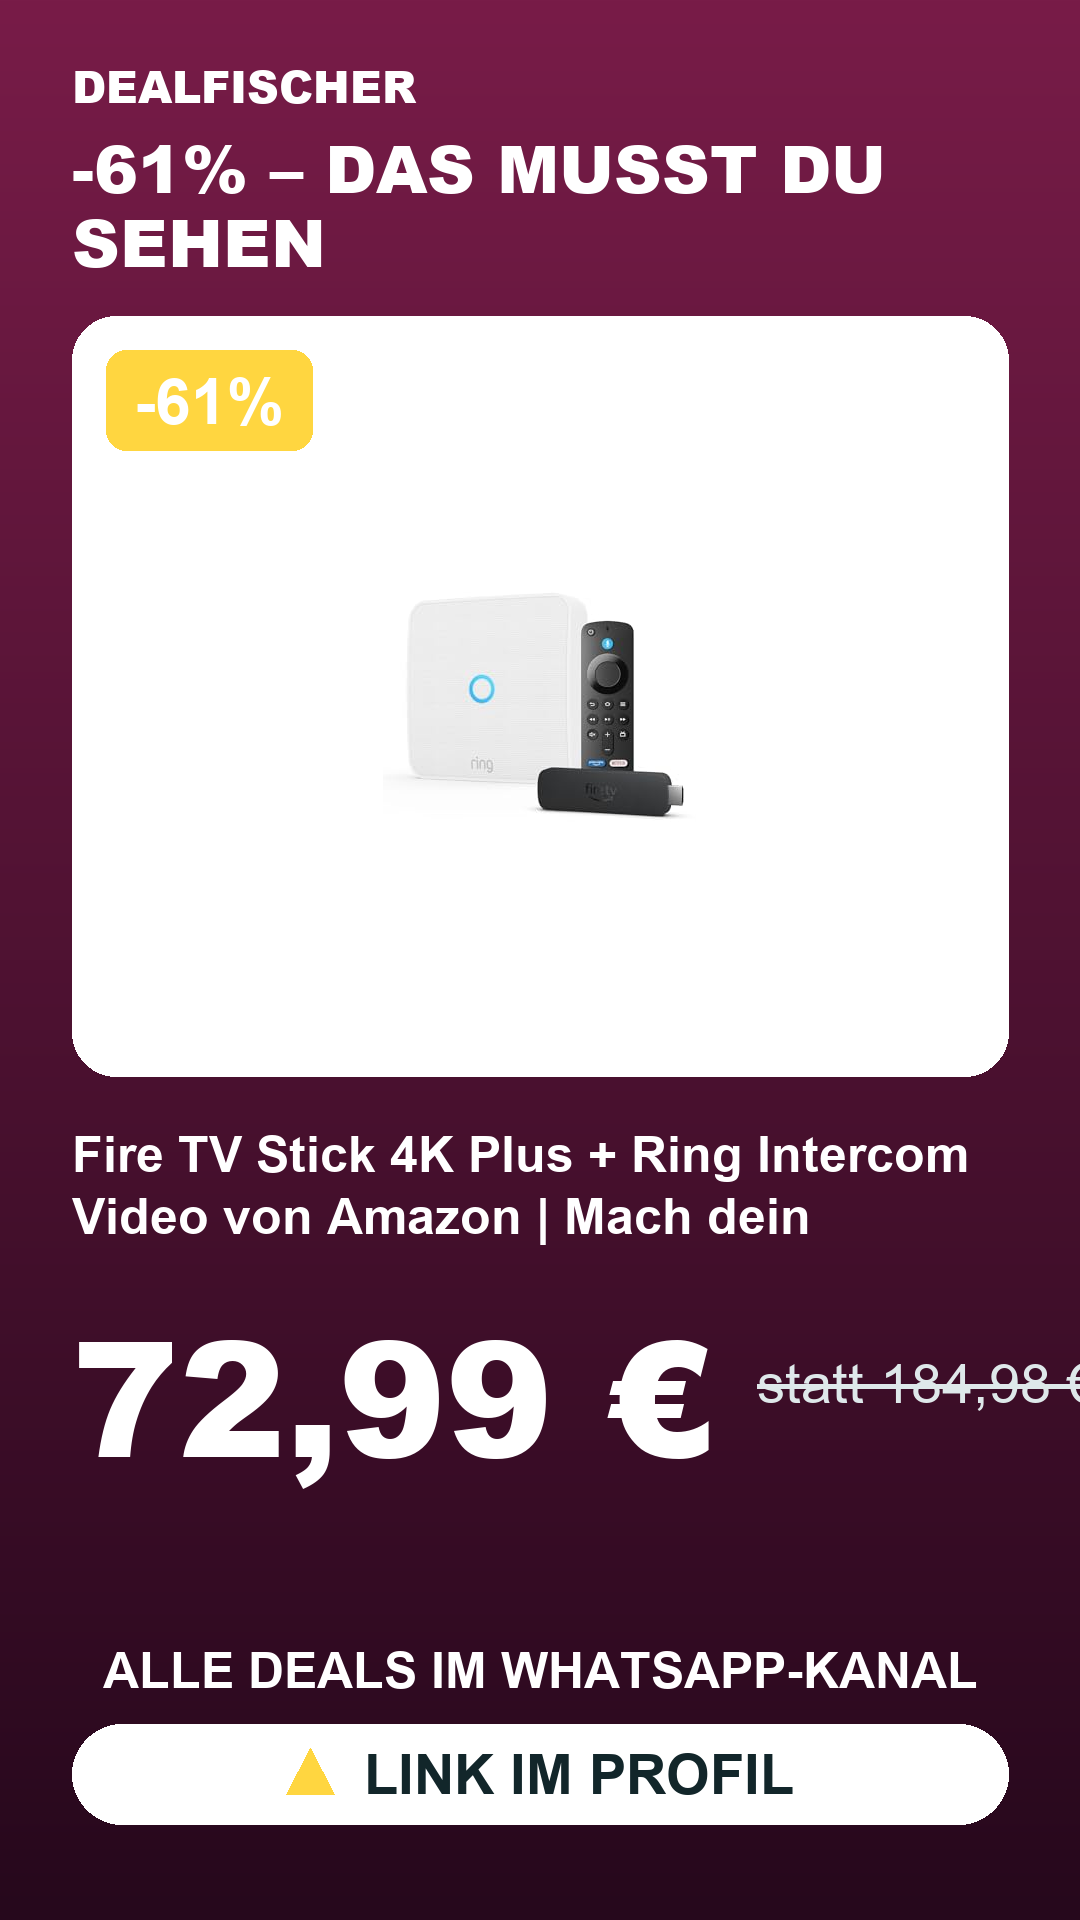 DEALFISCHER
-61% – DAS MUSST DU
SEHEN
-61%
ring
firetv
Fire TV Stick 4K Plus + Ring Intercom
Video von Amazon | Mach dein
72,99 €
statt 184,98 €
ALLE DEALS IM WHATSAPP-KANAL
LINK IM PROFIL